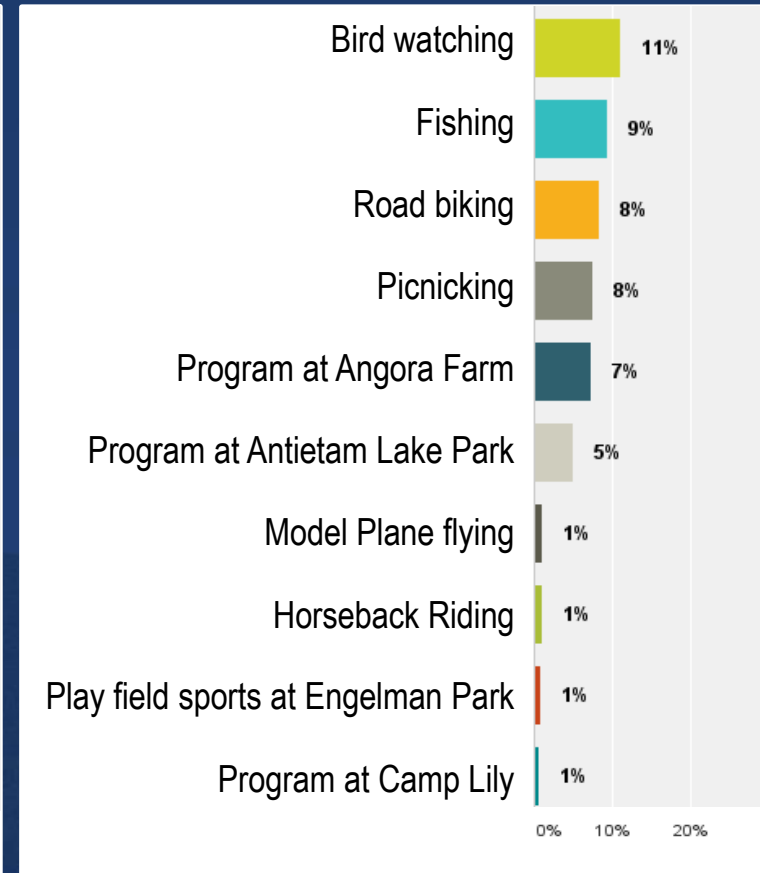 Bird watching 11%
Fishing 9%
Road biking 8%
Picnicking 8%
Program at Angora Farm 7%
Program at Antietam Lake Park 5%
Model Plane flying 1%
Horseback Riding 1%
Play field sports at Engelman Park 1%
Program at Camp Lily 1%
0% 10% 20%